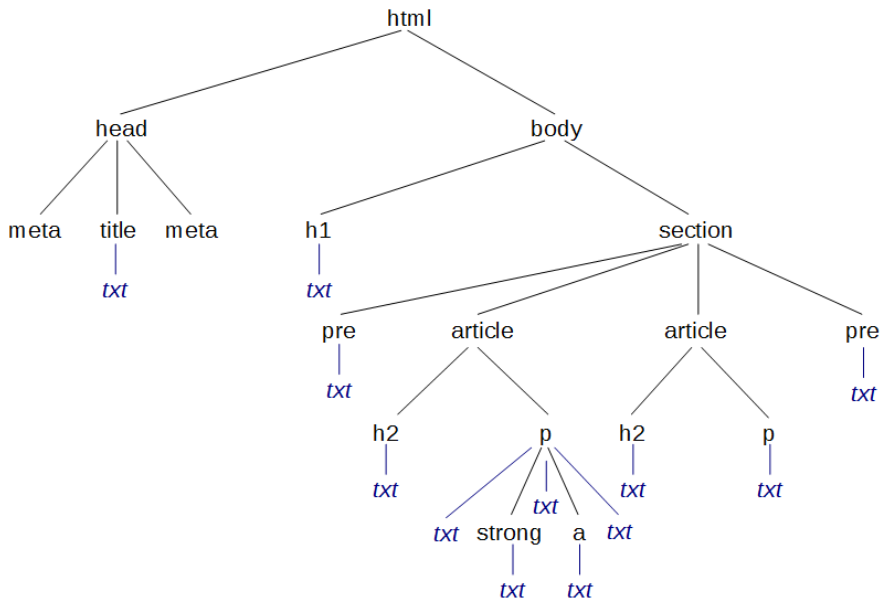 html
head body
meta title meta h1 section
txt txt
pre article article pre
txt txt
h2 p h2 p
txt txt txt txt
txt strong a txt
txt txt